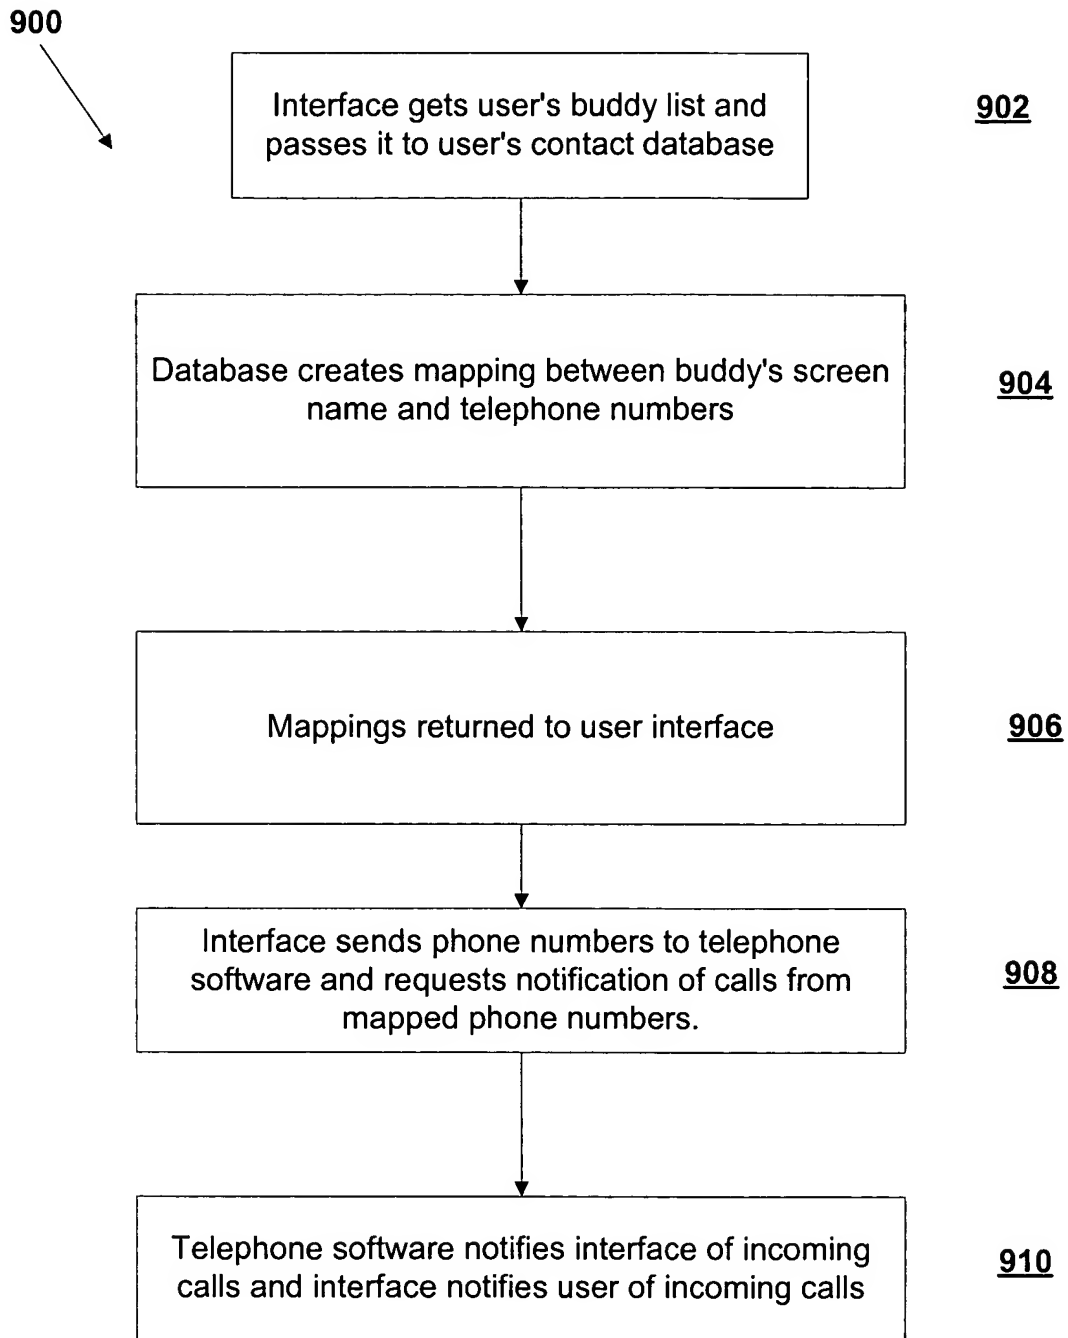 900
Interface gets user's buddy list and
passes it to user's contact database
902
Database creates mapping between buddy's screen
name and telephone numbers
904
Mappings returned to user interface
906
Interface sends phone numbers to telephone
software and requests notification of calls from
mapped phone numbers.
908
Telephone software notifies interface of incoming
calls and interface notifies user of incoming calls
910